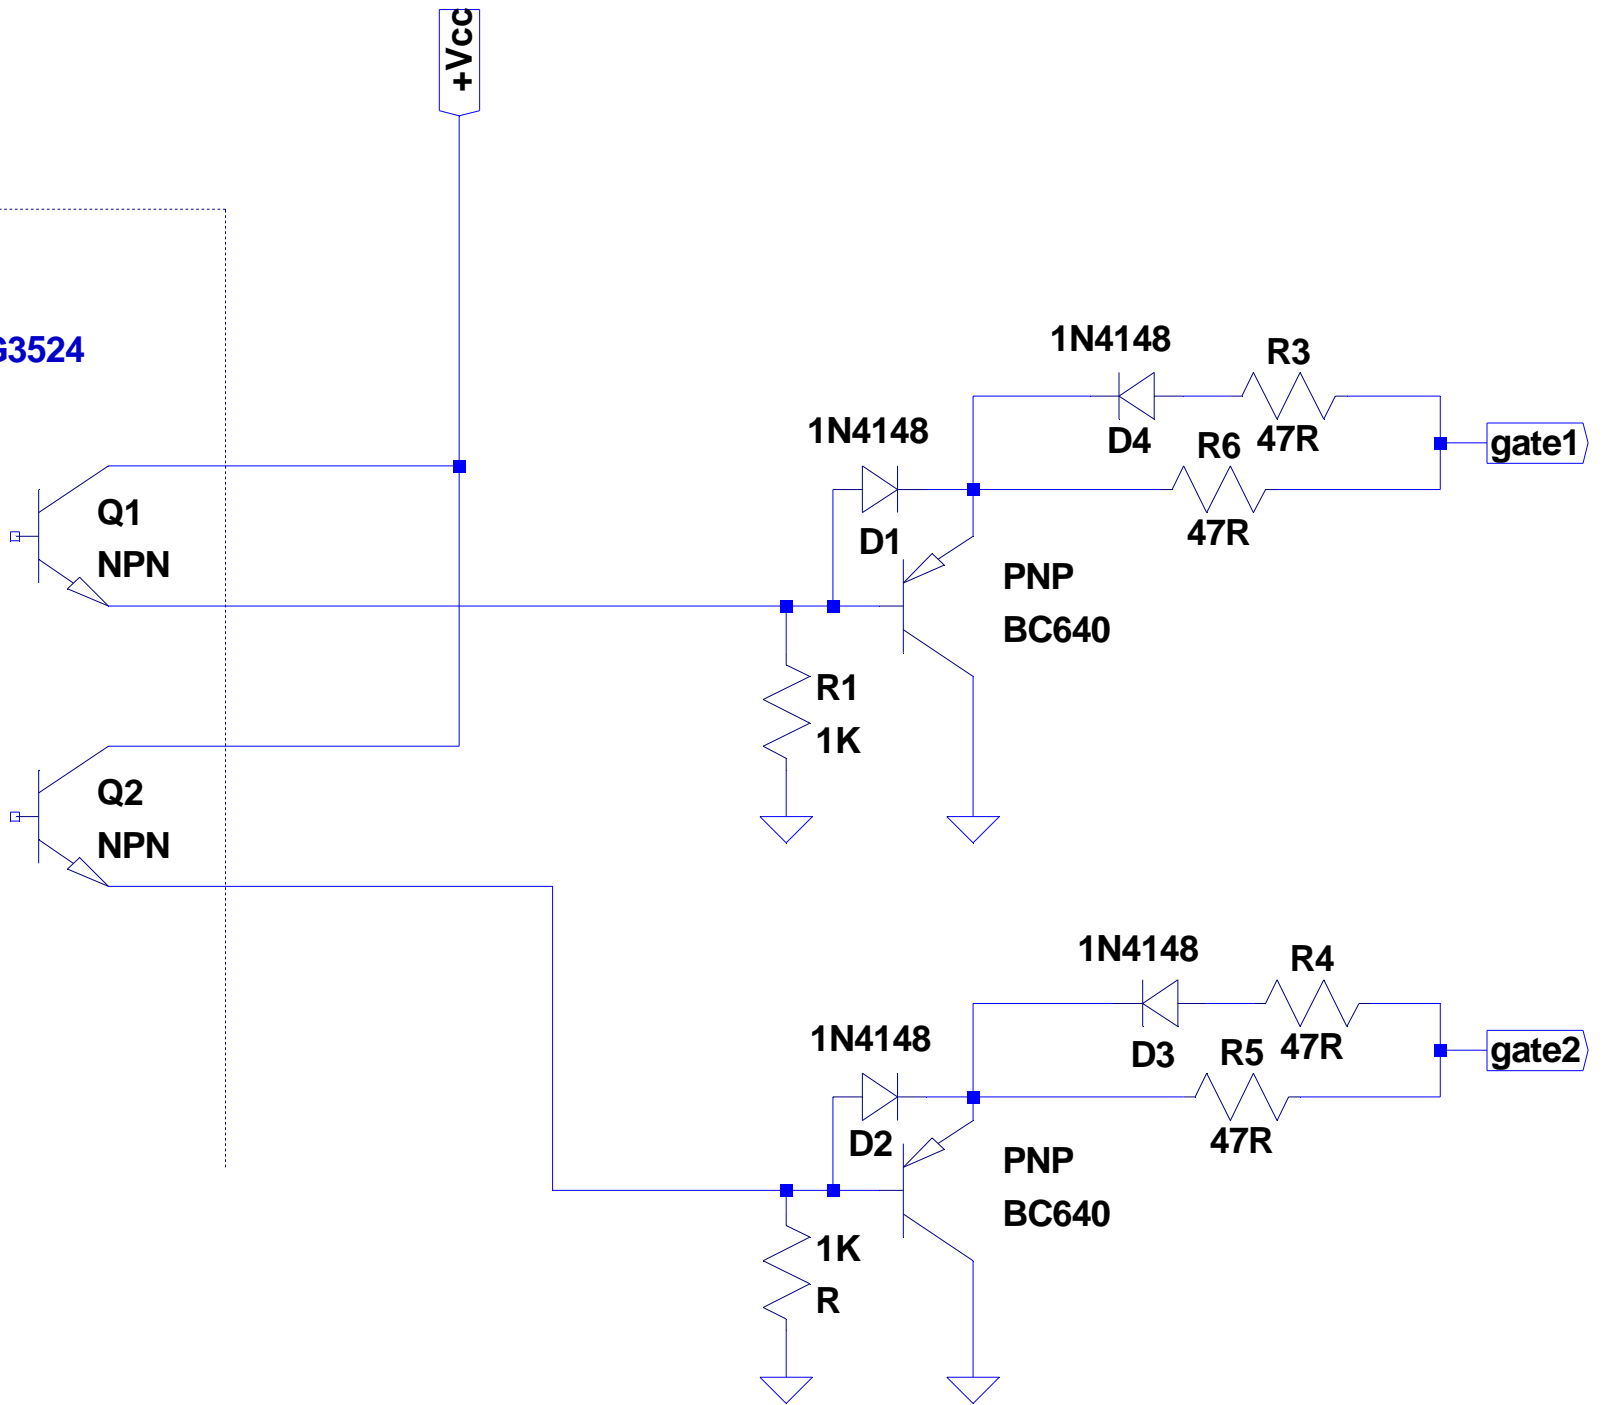 +Vcc
G3524
Q1
NPN
Q2
NPN
1N4148
D1
1N4148
D4
R3
47R
R6
47R
gate1
PNP
BC640
R1
1K
1N4148
D2
1N4148
D3
R4
47R
R5
47R
gate2
PNP
BC640
1K
R